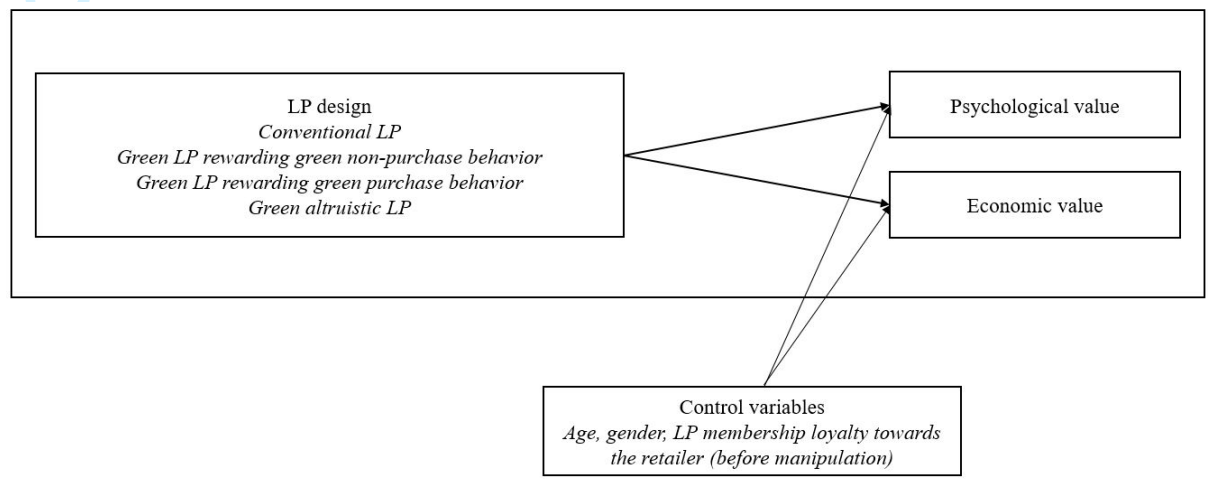 LP design
Conventional LP
Green LP rewarding green non-purchase behavior
Green LP rewarding green purchase behavior
Green altruistic LP
Psychological value
Economic value
Control variables
Age, gender, LP membership loyalty towards
the retailer (before manipulation)